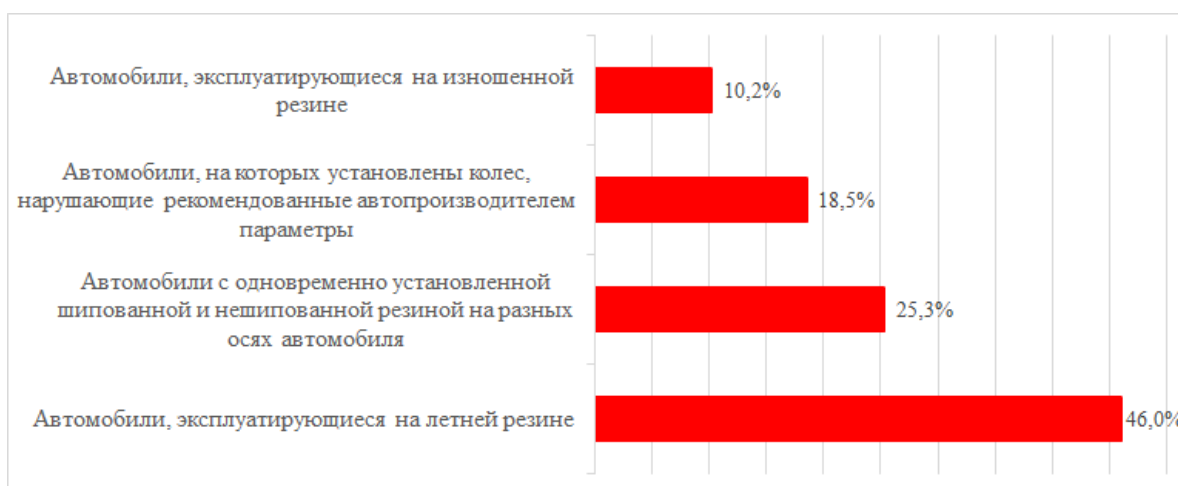 Автомобили, эксплуатирующиеся на изношенной
резине
10,2%
Автомобили, на которых установлены колес,
нарушающие рекомендованные автопроизводителем
параметры
18,5%
Автомобили с одновременно установленной
шипованной и нешипованной резиной на разных
осях автомобиля
25,3%
Автомобили, эксплуатирующиеся на летней резине
46,0%